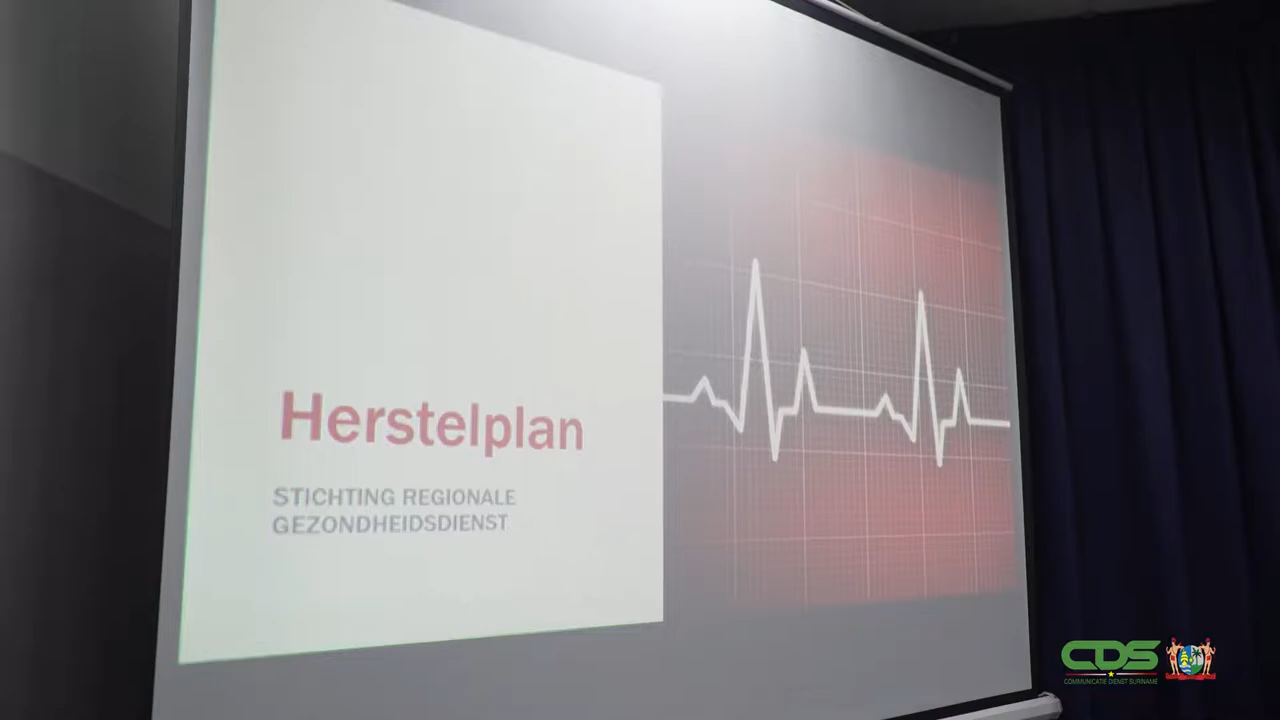 Herstelplan
STICHTING REGIONALE
GEZONDHEIDSDIENST
CDS
COMMUNICATIE DIENST SURINAME